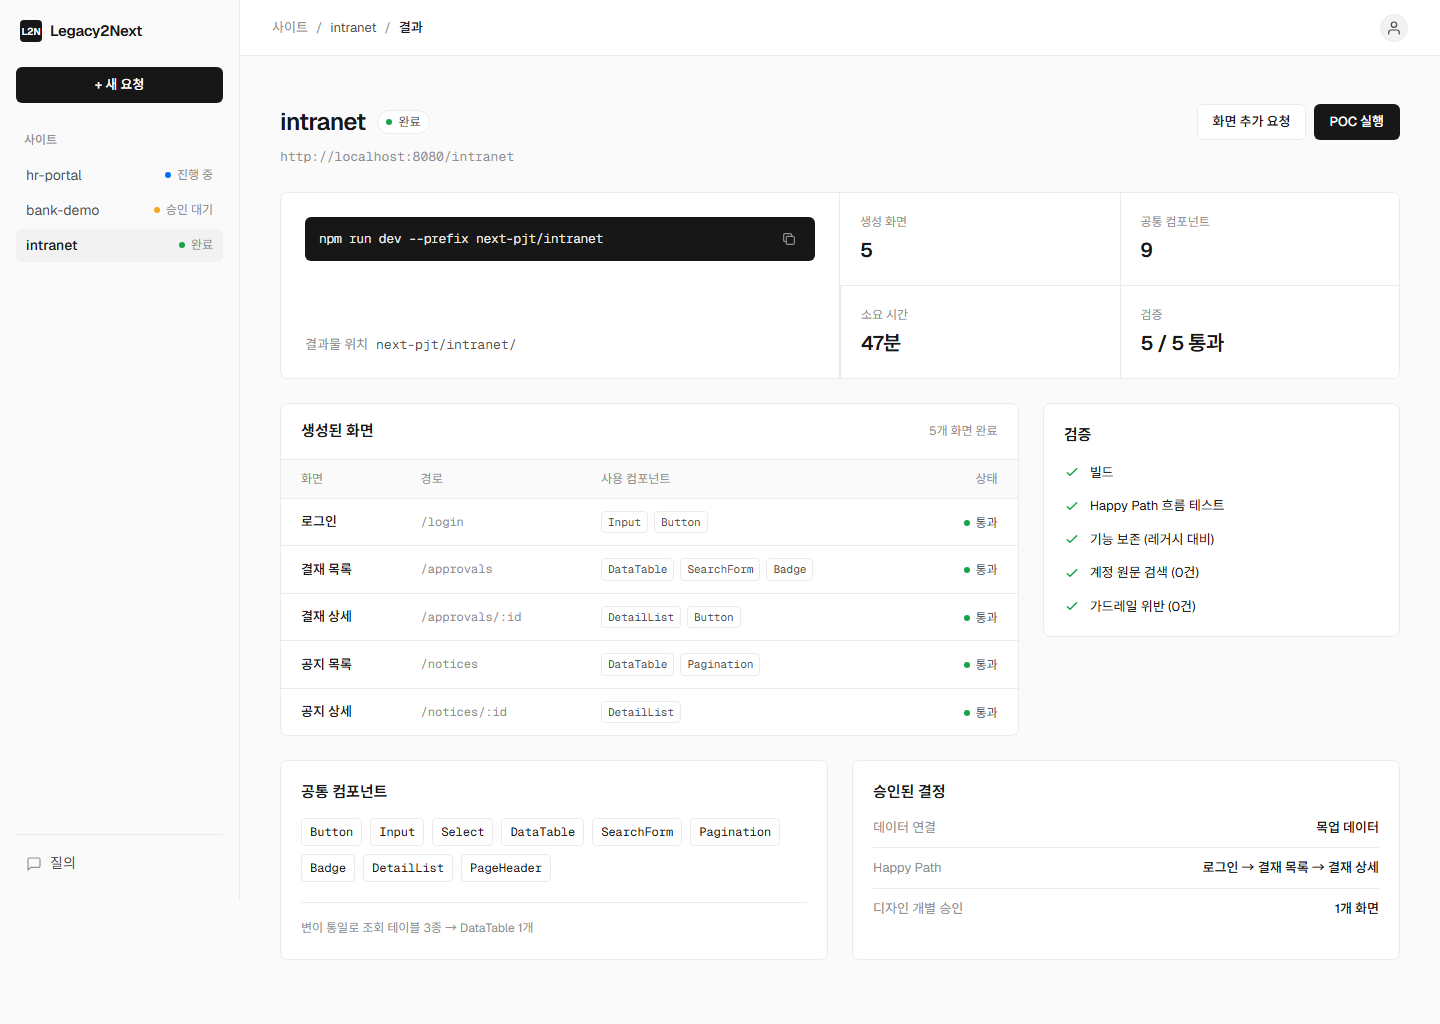 L2N Legacy2Next
+ 새 요청
사이트
hr-portal 진행 중
bank-demo 승인 대기
intranet 완료
질의
사이트 / intranet / 결과
intranet 완료
화면 추가 요청
POC 실행
http://localhost:8080/intranet
npm run dev --prefix next-pjt/intranet
결과물 위치 next-pjt/intranet/
생성 화면
5
공통 컴포넌트
9
소요 시간
47분
검증
5 / 5 통과
생성된 화면 5개 화면 완료
화면 경로 사용 컴포넌트 상태
로그인 /login Input Button 통과
결재 목록 /approvals DataTable SearchForm Badge 통과
결재 상세 /approvals/:id DetailList Button 통과
공지 목록 /notices DataTable Pagination 통과
공지 상세 /notices/:id DetailList 통과
검증
빌드
Happy Path 흐름 테스트
기능 보존 (레거시 대비)
계정 원문 검색 (0건)
가드레일 위반 (0건)
공통 컴포넌트
Button Input Select DataTable SearchForm Pagination
Badge DetailList PageHeader
변이 통일로 조회 테이블 3종 → DataTable 1개
승인된 결정
데이터 연결 목업 데이터
Happy Path 로그인 → 결재 목록 → 결재 상세
디자인 개별 승인 1개 화면